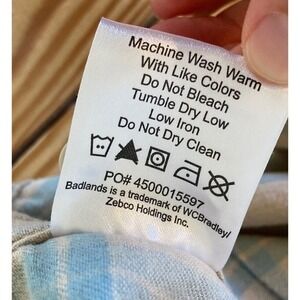 Machine Wash Warm
With Like Colors
Do Not Bleach
Tumble Dry Low
Low Iron
Do Not Dry Clean
PO# 4500015597
Badlands is a trademark of WCBradley/
Zebco Holdings Inc.